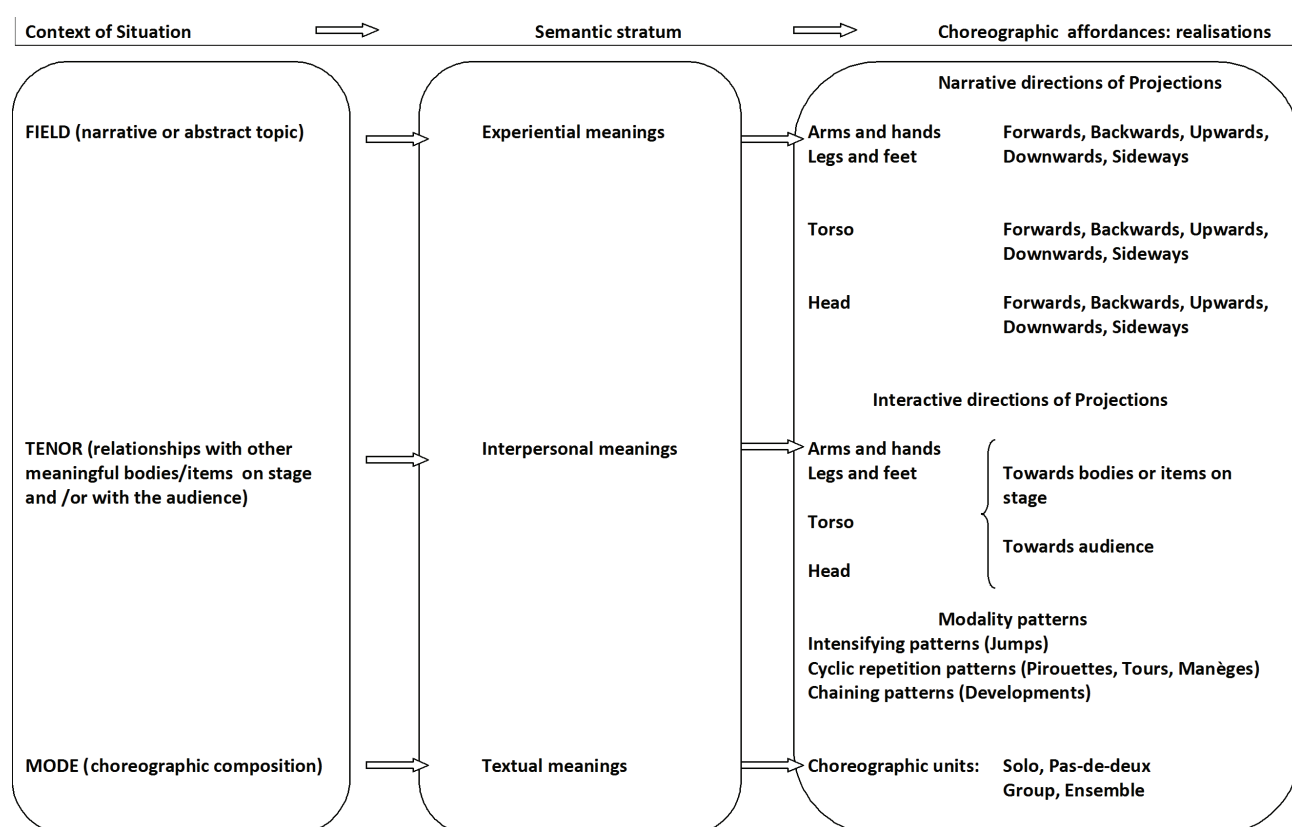 Context of Situation
Semantic stratum
Choreographic affordances: realisations
Narrative directions of Projections
FIELD (narrative or abstract topic)
Experiential meanings
Arms and hands
Forwards, Backwards, Upwards,
Legs and feet
Downwards, Sideways
Torso
Forwards, Backwards, Upwards,
Downwards, Sideways
Head
Forwards, Backwards, Upwards,
Downwards, Sideways
Interactive directions of Projections
TENOR (relationships with other
meaningful bodies/items on stage
and /or with the audience)
Interpersonal meanings
Arms and hands
Legs and feet
Torso
Head
Towards bodies or items on
stage
Towards audience
Modality patterns
Intensifying patterns (Jumps)
Cyclic repetition patterns (Pirouettes, Tours, Manèges)
Chaining patterns (Developments)
MODE (choreographic composition)
Textual meanings
Choreographic units:
Solo, Pas-de-deux
Group, Ensemble